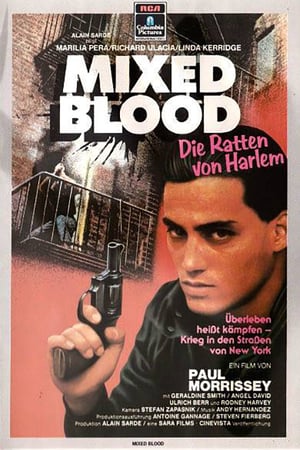 RCA
Columbia
Pictures
ALAIN SARDE
zeigt
MARILIA PERA/RICHARD ULACIA/LINDA KERRIDGE
MIXED
BLOOD
Die Ratten
von Harlem
Überleben
heißt kämpfen –
Krieg in den Straßen
von New York
EIN FILM VON
PAUL
MORRISSEY
mit GERALDINE SMITH / ANGEL DAVID
ULRICH BERR und RODNEY HARVEY
Kamera STEFAN ZAPASNIK / Musik ANDY HERNANDEZ
Produktionsausführung ANTOINE GANNAGE / STEVEN FIERBERG
Produktion ALAIN SARDE / eine SARA FILMS - CINEVISTA Veröffentlichung
MIXED BLOOD